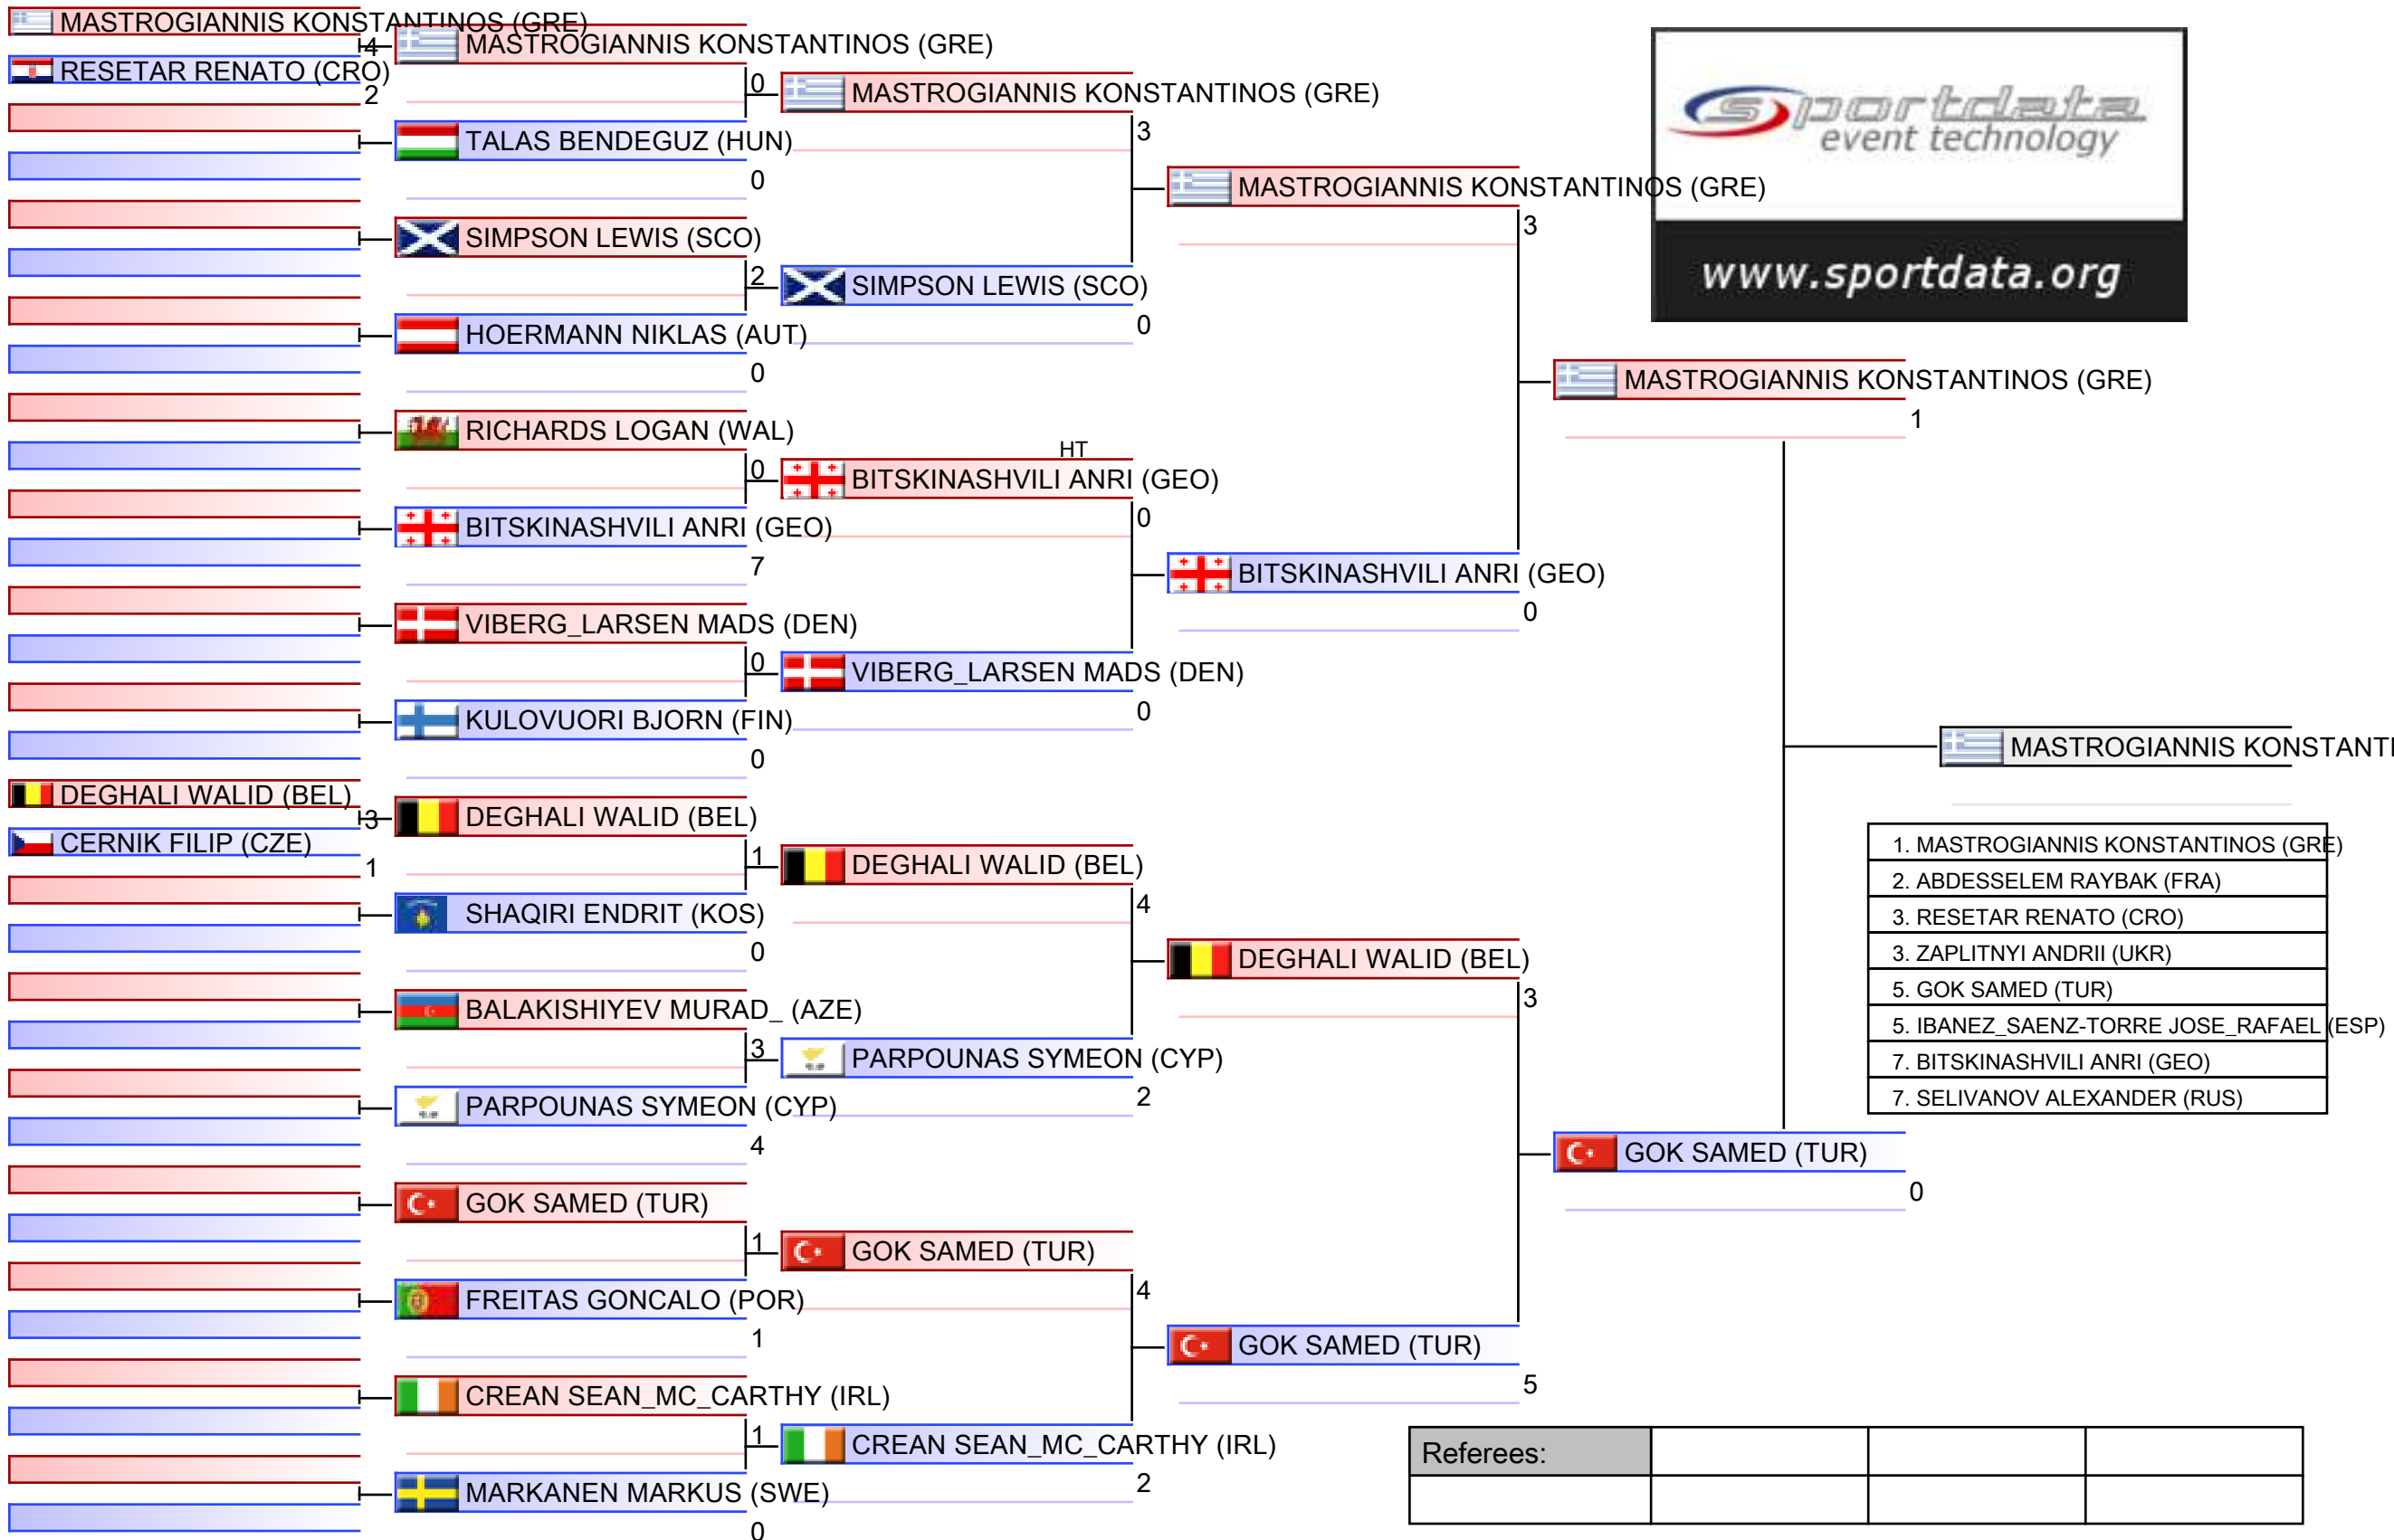 MASTROGIANNIS KONSTANTINOS (GRE)
4
RESETAR RENATO (CRO)
2
DEGHALI WALID (BEL)
3
CERNIK FILIP (CZE)
1
MASTROGIANNIS KONSTANTINOS (GRE)
0
TALAS BENDEGUZ (HUN)
0
SIMPSON LEWIS (SCO)
2
HOERMANN NIKLAS (AUT)
0
RICHARDS LOGAN (WAL)
0
BITSKINASHVILI ANRI (GEO)
7
VIBERG_LARSEN MADS (DEN)
0
KULOVUORI BJORN (FIN)
0
DEGHALI WALID (BEL)
1
SHAQIRI ENDRIT (KOS)
0
BALAKISHIYEV MURAD_ (AZE)
3
PARPOUNAS SYMEON (CYP)
4
GOK SAMED (TUR)
1
FREITAS GONCALO (POR)
1
CREAN SEAN_MC_CARTHY (IRL)
1
MARKANEN MARKUS (SWE)
0
MASTROGIANNIS KONSTANTINOS (GRE)
3
SIMPSON LEWIS (SCO)
0
HT
BITSKINASHVILI ANRI (GEO)
0
VIBERG_LARSEN MADS (DEN)
0
DEGHALI WALID (BEL)
4
PARPOUNAS SYMEON (CYP)
2
GOK SAMED (TUR)
4
CREAN SEAN_MC_CARTHY (IRL)
2
MASTROGIANNIS KONSTANTINOS (GRE)
3
BITSKINASHVILI ANRI (GEO)
0
DEGHALI WALID (BEL)
3
GOK SAMED (TUR)
5
MASTROGIANNIS KONSTANTINOS (GRE)
1
GOK SAMED (TUR)
0
sportdata
event technology
www.sportdata.org
MASTROGIANNIS KONSTANTI
1. MASTROGIANNIS KONSTANTINOS (GRE)
2. ABDESSELEM RAYBAK (FRA)
3. RESETAR RENATO (CRO)
3. ZAPLITNYI ANDRII (UKR)
5. GOK SAMED (TUR)
5. IBANEZ_SAENZ-TORRE JOSE_RAFAEL (ESP)
7. BITSKINASHVILI ANRI (GEO)
7. SELIVANOV ALEXANDER (RUS)
Referees: